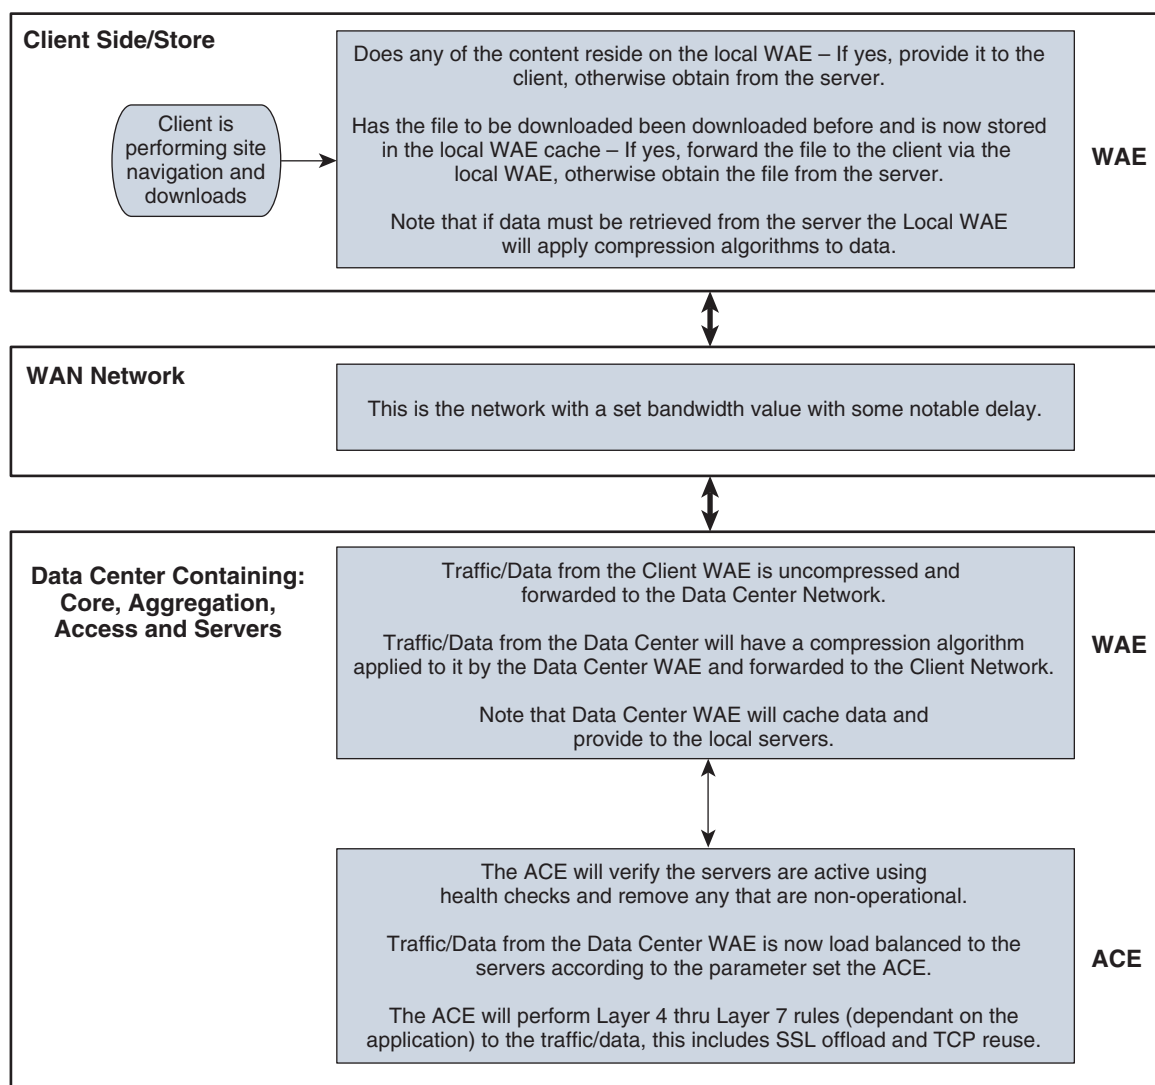 Client Side/Store
Client is
performing site
navigation and
downloads
Does any of the content reside on the local WAE – If yes, provide it to the
client, otherwise obtain from the server.
Has the file to be downloaded been downloaded before and is now stored
in the local WAE cache – If yes, forward the file to the client via the
local WAE, otherwise obtain the file from the server.
Note that if data must be retrieved from the server the Local WAE
will apply compression algorithms to data.
WAE
WAN Network
This is the network with a set bandwidth value with some notable delay.
Data Center Containing:
Core, Aggregation,
Access and Servers
Traffic/Data from the Client WAE is uncompressed and
forwarded to the Data Center Network.
Traffic/Data from the Data Center will have a compression algorithm
applied to it by the Data Center WAE and forwarded to the Client Network.
Note that Data Center WAE will cache data and
provide to the local servers.
WAE
The ACE will verify the servers are active using
health checks and remove any that are non-operational.
Traffic/Data from the Data Center WAE is now load balanced to the
servers according to the parameter set the ACE.
The ACE will perform Layer 4 thru Layer 7 rules (dependant on the
application) to the traffic/data, this includes SSL offload and TCP reuse.
ACE